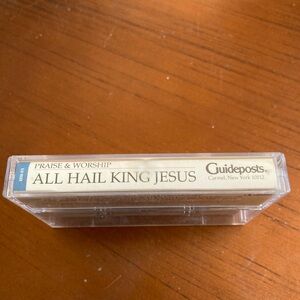 PRAISE & WORSHIP
ALL HAIL KING JESUS
Guideposts®
Carmel, New York 10512